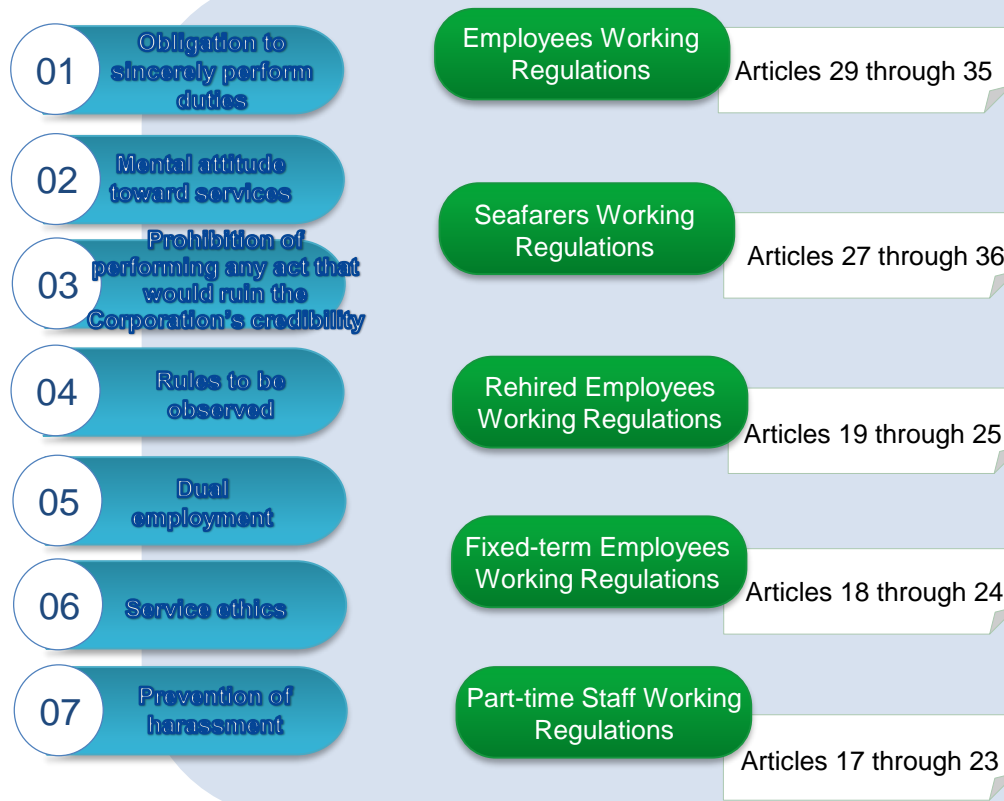 01
Obligation to
sincerely perform
duties
02
Mental attitude
toward services
03
Prohibition of
performing any act that
would ruin the
Corporation's credibility
04
Rules to be
observed
05
Dual
employment
06
Service ethics
07
Prevention of
harassment
Employees Working
Regulations
Articles 29 through 35
Seafarers Working
Regulations
Articles 27 through 36
Rehired Employees
Working Regulations
Articles 19 through 25
Fixed-term Employees
Working Regulations
Articles 18 through 24
Part-time Staff Working
Regulations
Articles 17 through 23